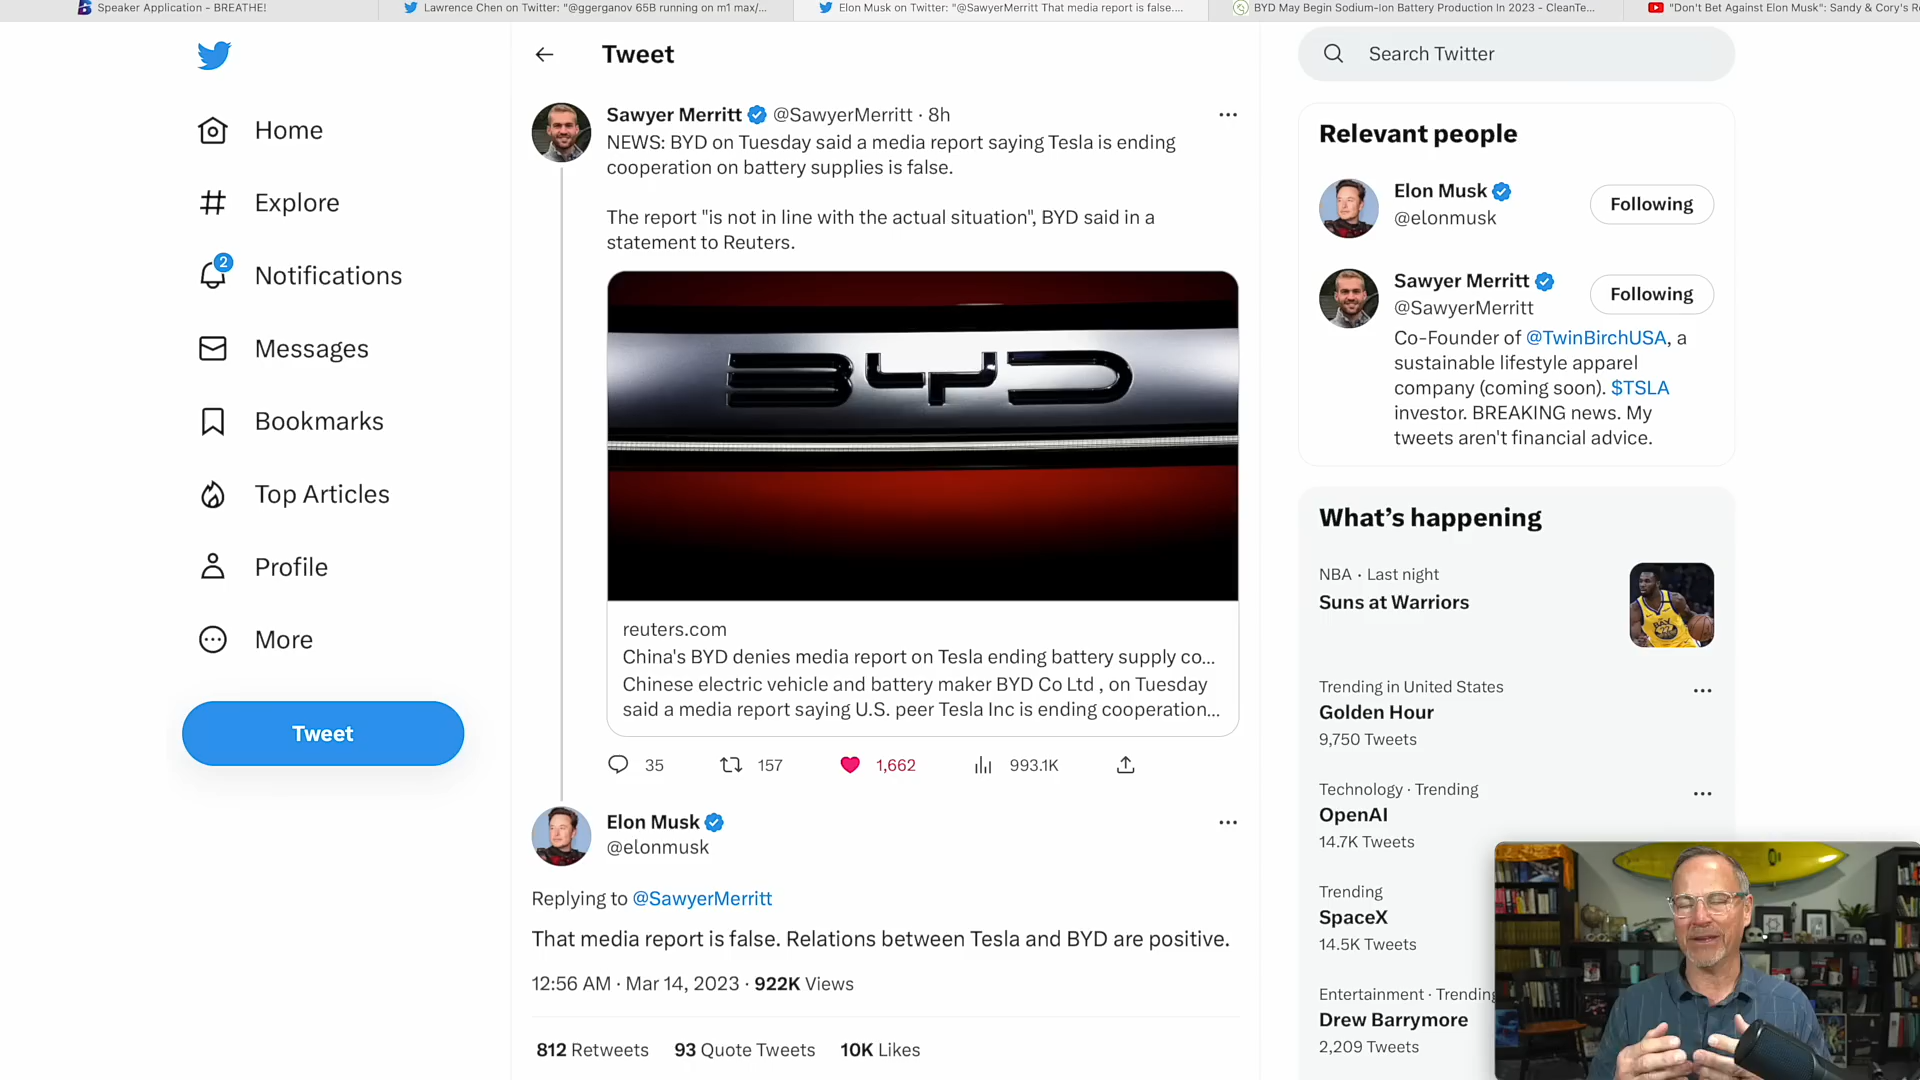 Speaker Application - BREATHE!
Lawrence Chen on Twitter: "@ggerganov 65B running on m1 max/...
Elon Musk on Twitter: "@SawyerMerritt That media report is false....
BYD May Begin Sodium-Ion Battery Production In 2023 - CleanTe...
"Don't Bet Against Elon Musk": Sandy & Cory's R
Home
Explore
2
Notifications
Messages
Bookmarks
Top Articles
Profile
More
Tweet
Tweet
Sawyer Merritt @SawyerMerritt · 8h
NEWS: BYD on Tuesday said a media report saying Tesla is ending
cooperation on battery supplies is false.
The report "is not in line with the actual situation", BYD said in a
statement to Reuters.
BYD
reuters.com
China's BYD denies media report on Tesla ending battery supply co...
Chinese electric vehicle and battery maker BYD Co Ltd , on Tuesday
said a media report saying U.S. peer Tesla Inc is ending cooperation...
35 157 1,662 993.1K
Elon Musk
@elonmusk
Replying to @SawyerMerritt
That media report is false. Relations between Tesla and BYD are positive.
12:56 AM · Mar 14, 2023 · 922K Views
812 Retweets 93 Quote Tweets 10K Likes
Search Twitter
Relevant people
Elon Musk
@elonmusk
Following
Sawyer Merritt
@SawyerMerritt
Following
Co-Founder of @TwinBirchUSA, a
sustainable lifestyle apparel
company (coming soon). $TSLA
investor. BREAKING news. My
tweets aren't financial advice.
What's happening
NBA · Last night
Suns at Warriors
Trending in United States
Golden Hour
9,750 Tweets
Technology · Trending
OpenAI
14.7K Tweets
Trending
SpaceX
14.5K Tweets
Entertainment · Trending
Drew Barrymore
2,209 Tweets